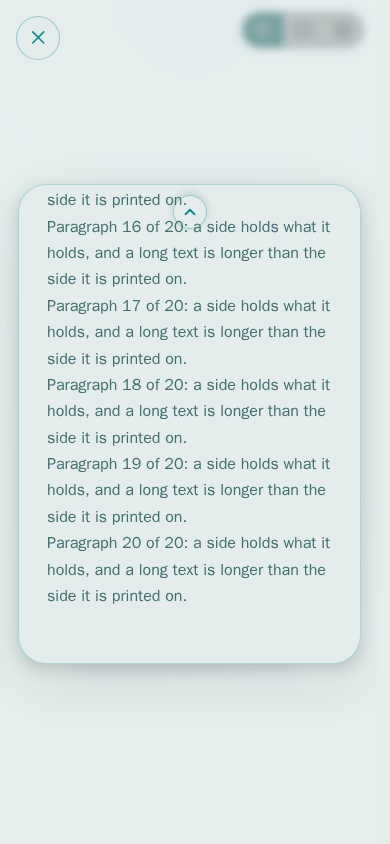 side it is printed on.
Paragraph 16 of 20: a side holds what it
holds, and a long text is longer than the
side it is printed on.
Paragraph 17 of 20: a side holds what it
holds, and a long text is longer than the
side it is printed on.
Paragraph 18 of 20: a side holds what it
holds, and a long text is longer than the
side it is printed on.
Paragraph 19 of 20: a side holds what it
holds, and a long text is longer than the
side it is printed on.
Paragraph 20 of 20: a side holds what it
holds, and a long text is longer than the
side it is printed on.